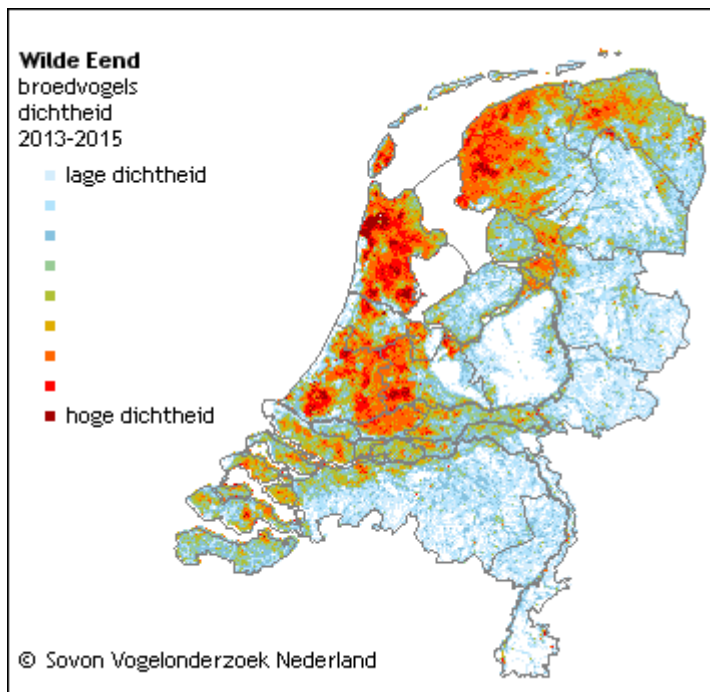 Wilde Eend
broedvogels
dichtheid
2013-2015
lage dichtheid
hoge dichtheid
© Sovon Vogelonderzoek Nederland